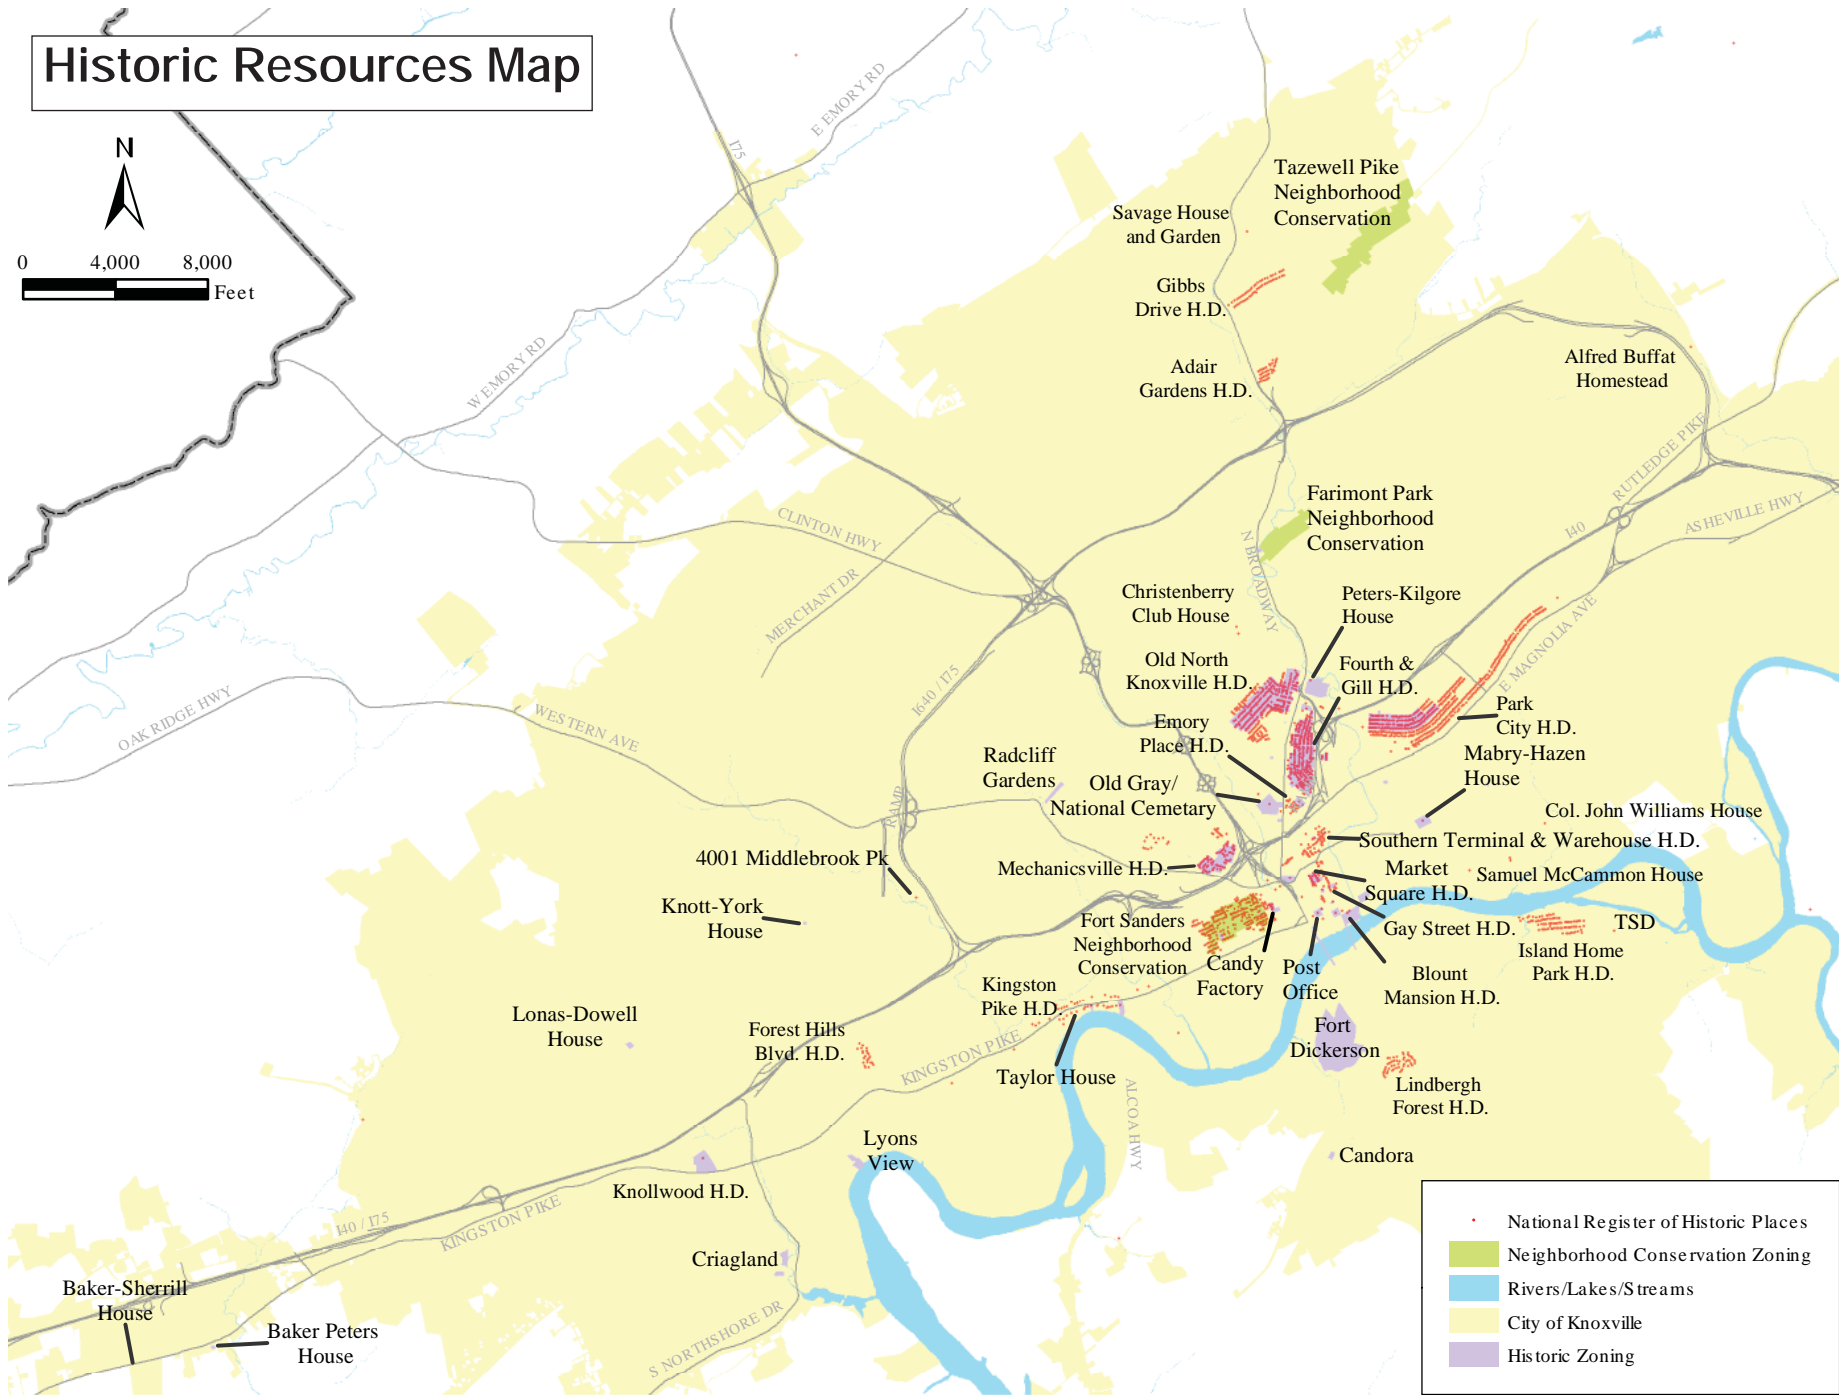 Historic Resources Map
N
0 4,000 8,000
Feet
I75
E EMORY RD
Tazewell Pike
Neighborhood
Conservation
Savage House
and Garden
Gibbs
Drive H.D.
Adair
Gardens H.D.
Alfred Buffat
Homestead
W EMORY RD
RUTLEDGE PIKE
ASHEVILLE HWY
I40
CLINTON HWY
MERCHANT DR
Farimont Park
Neighborhood
Conservation
N BROADWAY
Christenberry
Club House
Peters-Kilgore
House
Old North
Knoxville H.D.
Fourth &
Gill H.D.
E MAGNOLIA AVE
Park
City H.D.
Emory
Place H.D.
I640 / I75
OAK RIDGE HWY
WESTERN AVE
Radcliff
Gardens
Old Gray/
National Cemetary
Mabry-Hazen
House
Col. John Williams House
RAMP
Southern Terminal & Warehouse H.D.
4001 Middlebrook Pk
Mechanicsville H.D.
Market
Square H.D.
Samuel McCammon House
Knott-York
House
Fort Sanders
Neighborhood
Conservation
Gay Street H.D.
TSD
Island Home
Park H.D.
Candy
Factory
Post
Office
Blount
Mansion H.D.
Kingston
Pike H.D.
Lonas-Dowell
House
Forest Hills
Blvd. H.D.
KINGSTON PIKE
Fort
Dickerson
Taylor House
ALCOA HWY
Lindbergh
Forest H.D.
Lyons
View
Candora
Knollwood H.D.
I40 / I75
KINGSTON PIKE
Criagland
S NORTHSHORE DR
Baker-Sherrill
House
Baker Peters
House
National Register of Historic Places
Neighborhood Conservation Zoning
Rivers/Lakes/Streams
City of Knoxville
Historic Zoning